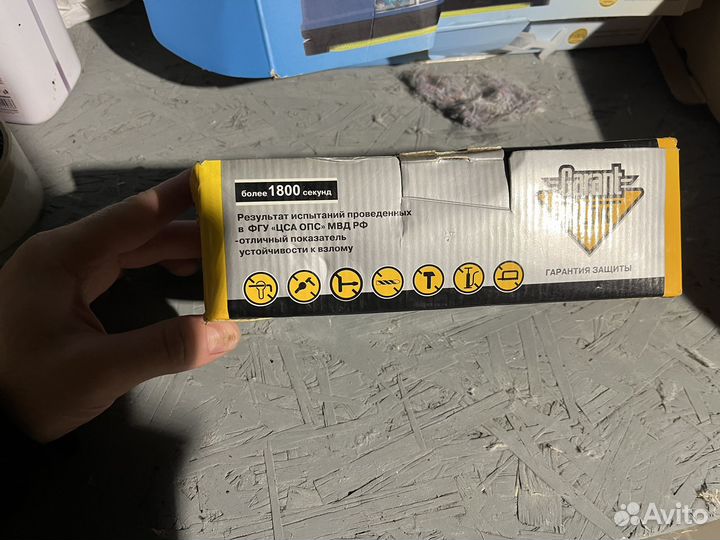 более 1800 секунд
Результат испытаний проведенных
в ФГУ «ЦСА ОПС» МВД РФ
-отличный показатель
устойчивости к взлому
Garant
ГАРАНТИЯ ЗАЩИТЫ
Avito